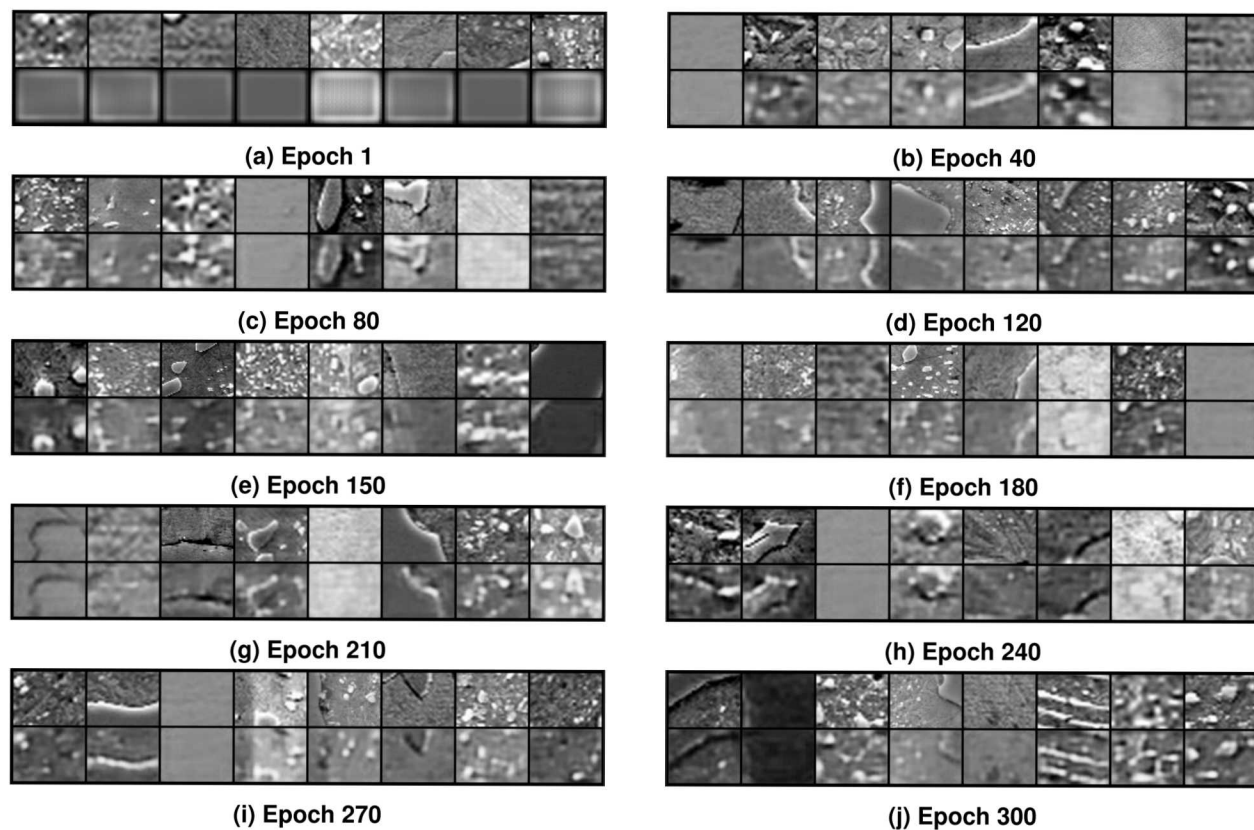 (a) Epoch 1
(b) Epoch 40
(c) Epoch 80
(d) Epoch 120
(e) Epoch 150
(f) Epoch 180
(g) Epoch 210
(h) Epoch 240
(i) Epoch 270
(j) Epoch 300